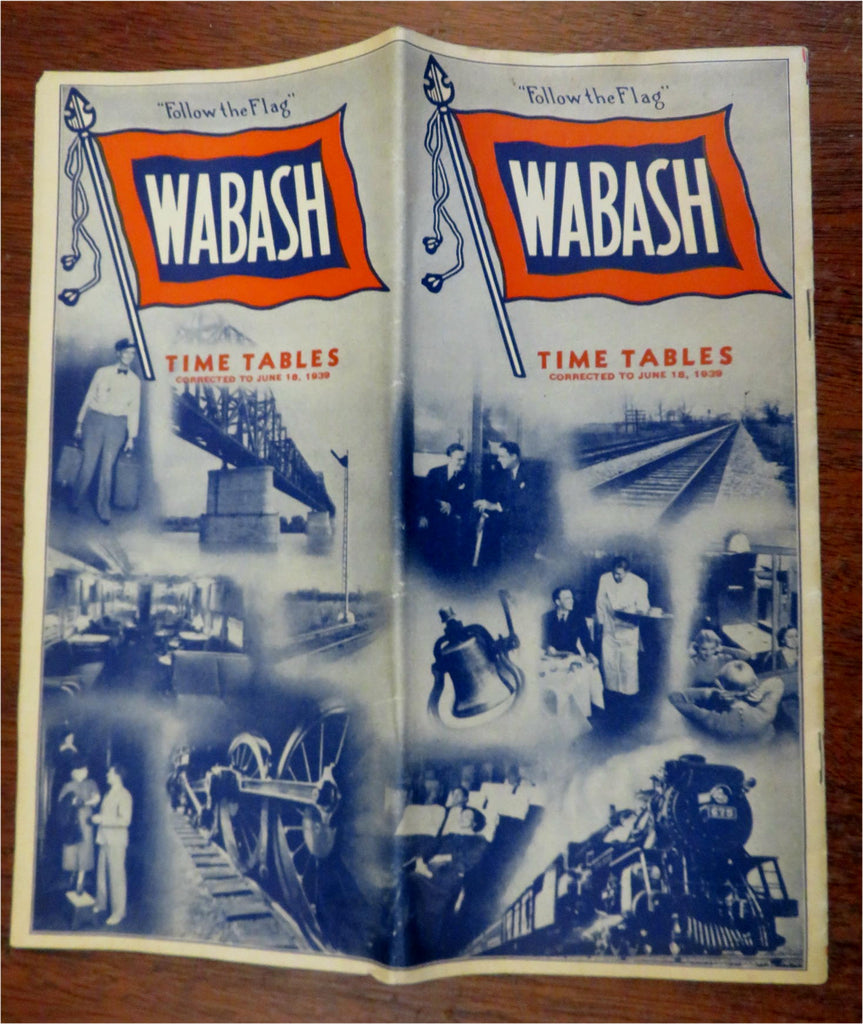 "Follow the Flag"
WABASH
TIME TABLES
CORRECTED TO JUNE 18, 1939
"Follow the Flag"
WABASH
TIME TABLES
CORRECTED TO JUNE 18, 1939